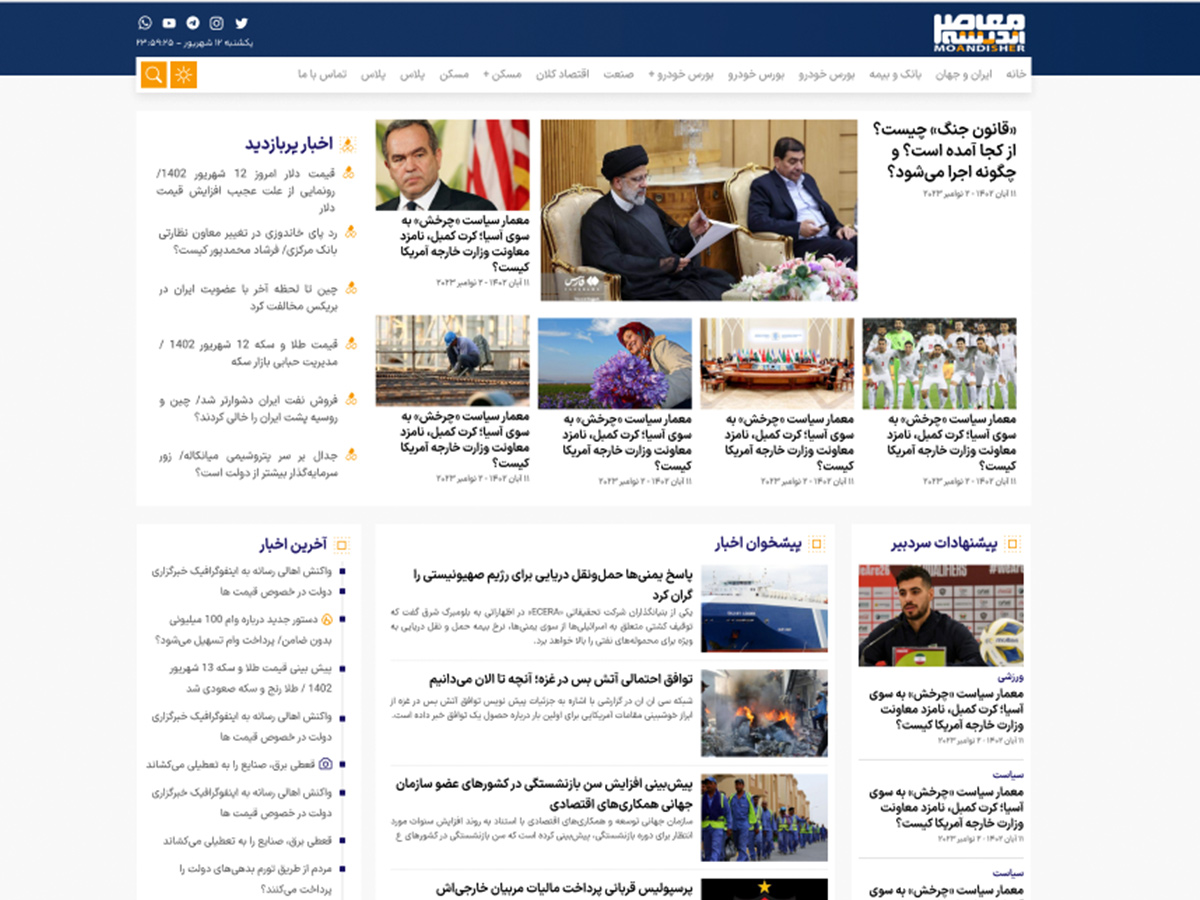 معاصر
اندیشه
MOANDISHER
یکشنبه ۱۲ شهریور - ۲۳:۵۹:۲۵
خانه
ایران و جهان
بانک و بیمه
بورس خودرو
بورس خودرو
بورس خودرو +
صنعت
اقتصاد کلان
مسکن +
مسکن
پلاس
پلاس
تماس با ما
«قانون جنگ» چیست؟
از کجا آمده است؟ و
چگونه اجرا می‌شود؟
۱۱ آبان ۱۴۰۲ - ۲ نوامبر ۲۰۲۳
فارس
معمار سیاست «چرخش» به
سوی آسیا؛ کرت کمبل، نامزد
معاونت وزارت خارجه آمریکا
کیست؟
۱۱ آبان ۱۴۰۲ - ۲ نوامبر ۲۰۲۳
معمار سیاست «چرخش» به
سوی آسیا؛ کرت کمبل، نامزد
معاونت وزارت خارجه آمریکا
کیست؟
۱۱ آبان ۱۴۰۲ - ۲ نوامبر ۲۰۲۳
معمار سیاست «چرخش» به
سوی آسیا؛ کرت کمبل، نامزد
معاونت وزارت خارجه آمریکا
کیست؟
۱۱ آبان ۱۴۰۲ - ۲ نوامبر ۲۰۲۳
معمار سیاست «چرخش» به
سوی آسیا؛ کرت کمبل، نامزد
معاونت وزارت خارجه آمریکا
کیست؟
۱۱ آبان ۱۴۰۲ - ۲ نوامبر ۲۰۲۳
معمار سیاست «چرخش» به
سوی آسیا؛ کرت کمبل، نامزد
معاونت وزارت خارجه آمریکا
کیست؟
۱۱ آبان ۱۴۰۲ - ۲ نوامبر ۲۰۲۳
اخبار پربازدید
قیمت دلار امروز 12 شهریور 1402/
رونمایی از علت عجیب افزایش قیمت
دلار
رد پای خاندوزی در تغییر معاون نظارتی
بانک مرکزی/ فرشاد محمدپور کیست؟
چین تا لحظه آخر با عضویت ایران در
بریکس مخالفت کرد
قیمت طلا و سکه 12 شهریور 1402 /
مدیریت حبابی بازار سکه
فروش نفت ایران دشوارتر شد/ چین و
روسیه پشت ایران را خالی کردند؟
جدال بر سر پتروشیمی میانکاله/ زور
سرمایه‌گذار بیشتر از دولت است؟
پیشنهادات سردبیر
ورزشی
معمار سیاست «چرخش» به سوی
آسیا؛ کرت کمبل، نامزد معاونت
وزارت خارجه آمریکا کیست؟
۱۱ آبان ۱۴۰۲ - ۲ نوامبر ۲۰۲۳
سیاست
معمار سیاست «چرخش» به سوی
آسیا؛ کرت کمبل، نامزد معاونت
وزارت خارجه آمریکا کیست؟
۱۱ آبان ۱۴۰۲ - ۲ نوامبر ۲۰۲۳
سیاست
معمار سیاست «چرخش» به سوی
پیشخوان اخبار
پاسخ یمنی‌ها حمل‌ونقل دریایی برای رژیم صهیونیستی را
گران کرد
یکی از بنیانگذاران شرکت تحقیقاتی «ECERA» در اظهاراتی به بلومبرگ شرق گفت که
توقیف کشتی متعلق به اسرائیلی‌ها از سوی یمنی‌ها، نرخ بیمه حمل و نقل دریایی به
ویژه برای محموله‌های نفتی را بالا خواهد برد.
توافق احتمالی آتش بس در غزه؛ آنچه تا الان می‌دانیم
شبکه سی ان ان در گزارشی با اشاره به جزئیات پیش نویس توافق آتش بس در غزه از
ابراز خوشبینی مقامات آمریکایی برای اولین بار درباره حصول یک توافق خبر داده است.
پیش‌بینی افزایش سن بازنشستگی در کشورهای عضو سازمان
جهانی همکاری‌های اقتصادی
سازمان جهانی توسعه و همکاری‌های اقتصادی با استناد به روند افزایش سنوات مورد
انتظار برای دوره بازنشستگی، پیش‌بینی کرده است که سن بازنشستگی در کشورهای ع
پرسپولیس قربانی پرداخت مالیات مربیان خارجی‌اش
آخرین اخبار
واکنش اهالی رسانه به اینفوگرافیک خبرگزاری
دولت در خصوص قیمت ها
دستور جدید درباره وام 100 میلیونی
بدون ضامن/ پرداخت وام تسهیل می‌شود؟
پیش بینی قیمت طلا و سکه 13 شهریور
1402 / طلا رنج و سکه صعودی شد
واکنش اهالی رسانه به اینفوگرافیک خبرگزاری
دولت در خصوص قیمت ها
قعطی برق، صنایع را به تعطیلی می‌کشاند
واکنش اهالی رسانه به اینفوگرافیک خبرگزاری
دولت در خصوص قیمت ها
قعطی برق، صنایع را به تعطیلی می‌کشاند
مردم از طریق تورم بدهی‌های دولت را
پرداخت می‌کنند؟